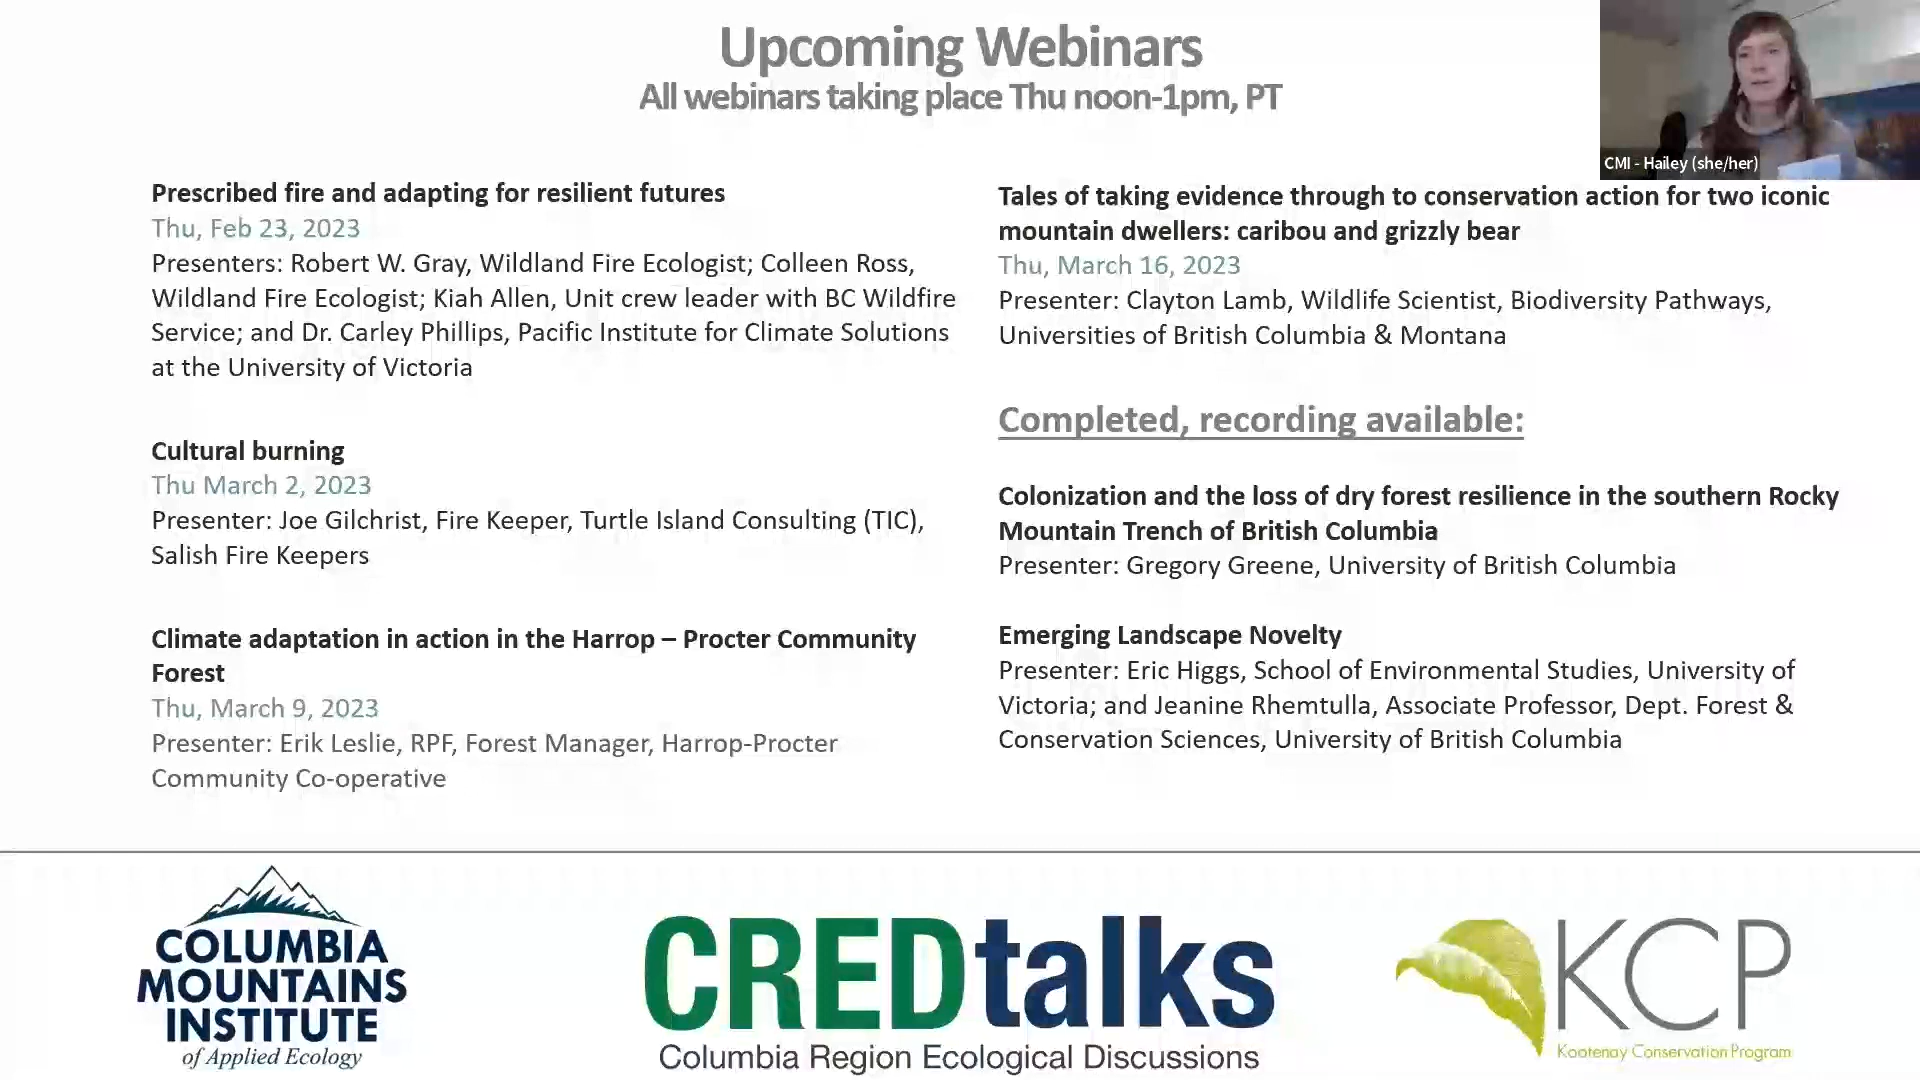 Upcoming Webinars
All webinars taking place Thu noon-1pm, PT
CMI - Hailey (she/her)
Prescribed fire and adapting for resilient futures
Thu, Feb 23, 2023
Presenters: Robert W. Gray, Wildland Fire Ecologist; Colleen Ross,
Wildland Fire Ecologist; Kiah Allen, Unit crew leader with BC Wildfire
Service; and Dr. Carley Phillips, Pacific Institute for Climate Solutions
at the University of Victoria
Cultural burning
Thu March 2, 2023
Presenter: Joe Gilchrist, Fire Keeper, Turtle Island Consulting (TIC),
Salish Fire Keepers
Climate adaptation in action in the Harrop – Procter Community
Forest
Thu, March 9, 2023
Presenter: Erik Leslie, RPF, Forest Manager, Harrop-Procter
Community Co-operative
Tales of taking evidence through to conservation action for two iconic
mountain dwellers: caribou and grizzly bear
Thu, March 16, 2023
Presenter: Clayton Lamb, Wildlife Scientist, Biodiversity Pathways,
Universities of British Columbia & Montana
Completed, recording available:
Colonization and the loss of dry forest resilience in the southern Rocky
Mountain Trench of British Columbia
Presenter: Gregory Greene, University of British Columbia
Emerging Landscape Novelty
Presenter: Eric Higgs, School of Environmental Studies, University of
Victoria; and Jeanine Rhemtulla, Associate Professor, Dept. Forest &
Conservation Sciences, University of British Columbia
COLUMBIA
MOUNTAINS
INSTITUTE
of Applied Ecology
CREDtalks
Columbia Region Ecological Discussions
KCP
Kootenay Conservation Program